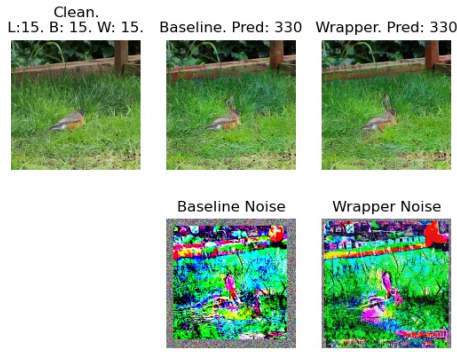 Clean.
L:15. B: 15. W: 15.
Baseline. Pred: 330
Wrapper. Pred: 330
Baseline Noise
Wrapper Noise